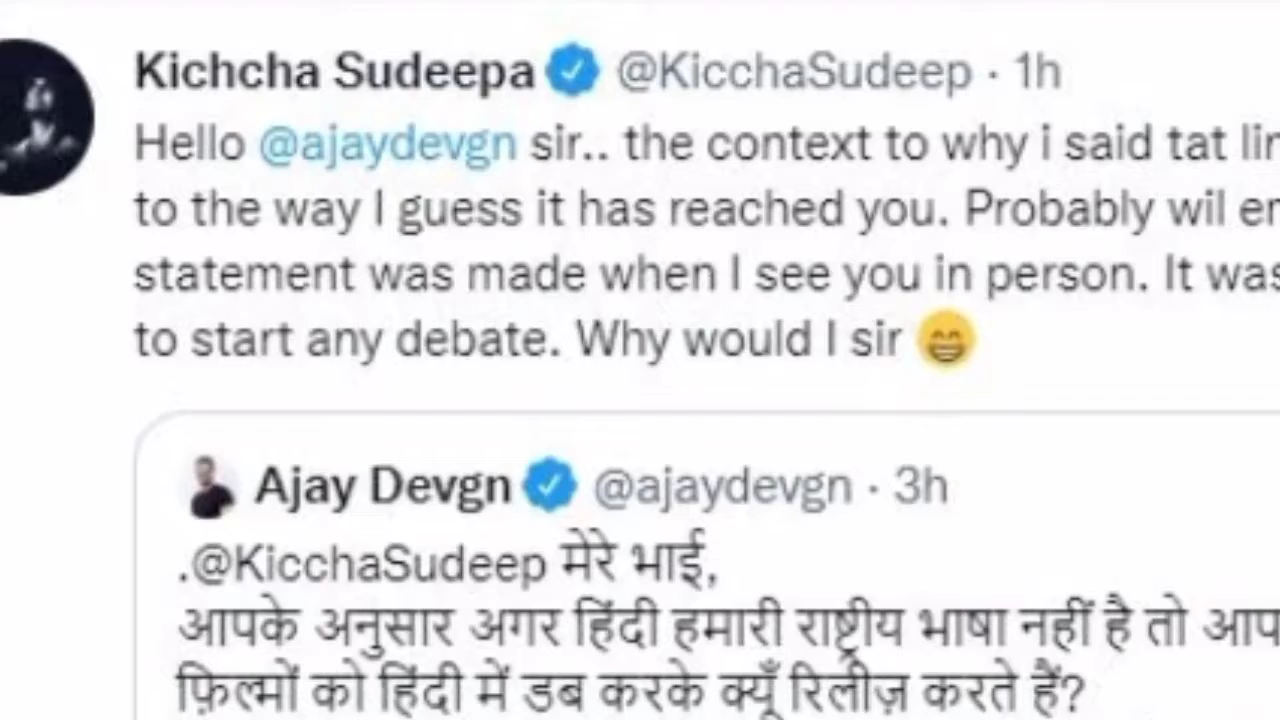 Kichcha Sudeepa @KicchaSudeep · 1h
Hello @ajaydevgn sir.. the context to why i said tat
to the way I guess it has reached you. Probably wil
statement was made when I see you in person. It was
to start any debate. Why would I sir 😁
Ajay Devgn @ajaydevgn · 3h
.@KicchaSudeep मेरे भाई,
आपके अनुसार अगर हिंदी हमारी राष्ट्रीय भाषा नहीं है तो आप
फ़िल्मों को हिंदी में डब करके क्यूँ रिलीज़ करते हैं?